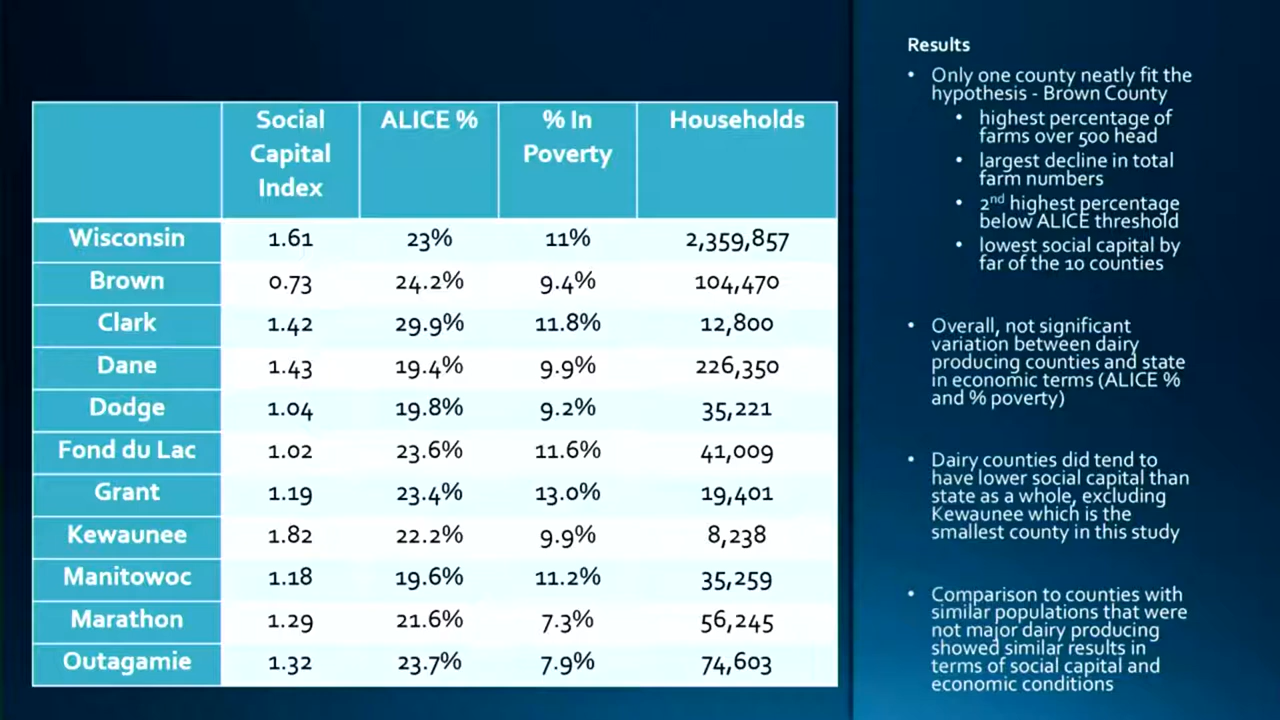 Social Capital Index | ALICE % | % In Poverty | Households
Wisconsin | 1.61 | 23% | 11% | 2,359,857
Brown | 0.73 | 24.2% | 9.4% | 104,470
Clark | 1.42 | 29.9% | 11.8% | 12,800
Dane | 1.43 | 19.4% | 9.9% | 226,350
Dodge | 1.04 | 19.8% | 9.2% | 35,221
Fond du Lac | 1.02 | 23.6% | 11.6% | 41,009
Grant | 1.19 | 23.4% | 13.0% | 19,401
Kewaunee | 1.82 | 22.2% | 9.9% | 8,238
Manitowoc | 1.18 | 19.6% | 11.2% | 35,259
Marathon | 1.29 | 21.6% | 7.3% | 56,245
Outagamie | 1.32 | 23.7% | 7.9% | 74,603
Results
• Only one county neatly fit the
hypothesis - Brown County
• highest percentage of
farms over 500 head
• largest decline in total
farm numbers
• 2nd highest percentage
below ALICE threshold
• lowest social capital by
far of the 10 counties
• Overall, not significant
variation between dairy
producing counties and state
in economic terms (ALICE %
and % poverty)
• Dairy counties did tend to
have lower social capital than
state as a whole, excluding
Kewaunee which is the
smallest county in this study
• Comparison to counties with
similar populations that were
not major dairy producing
showed similar results in
terms of social capital and
economic conditions